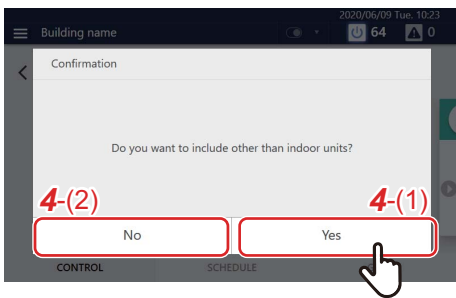 2020/06/09 Tue. 10:23
Building name
64
0
Confirmation
Do you want to include other than indoor units?
4-(2)
4-(1)
No
Yes
CONTROL
SCHEDULE